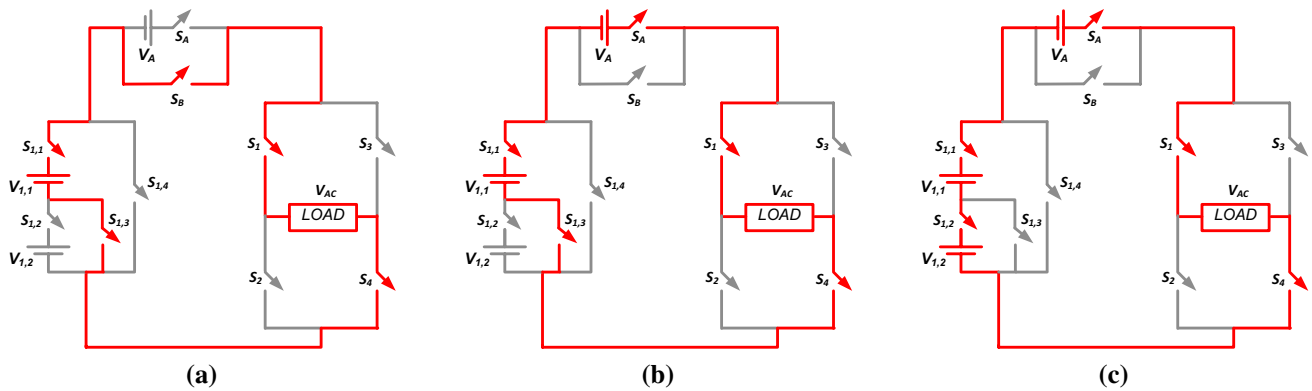 V_A S_A
S_B
S_1,1
V_1,1
S_1,2
V_1,2
S_1,3
S_1,4
S_1
S_3
V_AC
LOAD
S_2
S_4
(a)
V_A S_A
S_B
S_1,1
V_1,1
S_1,2
V_1,2
S_1,3
S_1,4
S_1
S_3
V_AC
LOAD
S_2
S_4
(b)
V_A S_A
S_B
S_1,1
V_1,1
S_1,2
V_1,2
S_1,3
S_1,4
S_1
S_3
V_AC
LOAD
S_2
S_4
(c)